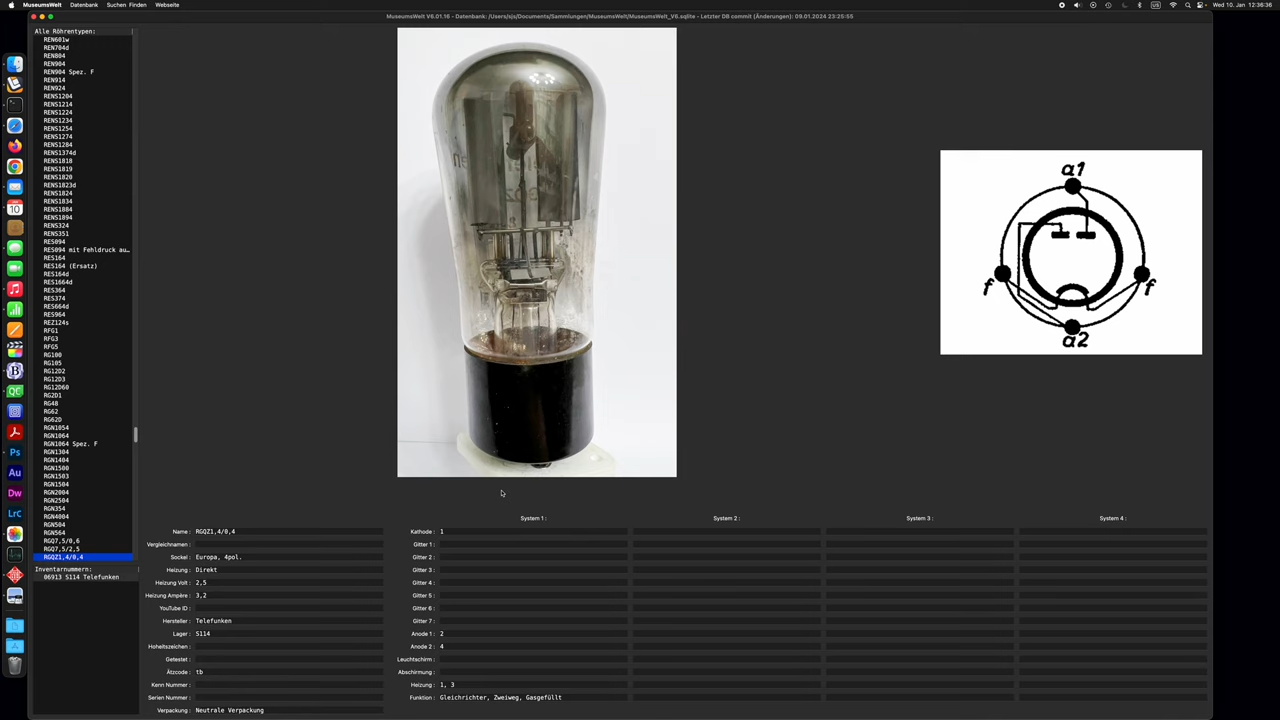 MuseumsWelt Datenbank Suchen Finden Webseite
Wed 10. Jan 12:36:36
MuseumsWelt V6.01.16 - Datenbank: /Users/sjs/Documents/Sammlungen/MuseumsWelt/MuseumsWelt_V6.sqlite - Letzter DB commit (Änderungen): 09.01.2024 23:25:55
Alle Röhrentypen:
REN601w
REN704d
REN804
REN904
REN904 Spez. F
REN914
REN924
RENS1204
RENS1214
RENS1224
RENS1234
RENS1254
RENS1274
RENS1284
RENS1374d
RENS1818
RENS1819
RENS1820
RENS1823d
RENS1824
RENS1834
RENS1884
RENS1894
RENS324
RENS351
RES094
RES094 mit Fehldruck au…
RES164
RES164 (Ersatz)
RES164d
RES1664d
RES364
RES374
RES664d
RES964
REZ124s
RFG1
RFG3
RFG5
RG100
RG105
RG12D2
RG12D3
RG12D60
RG2D1
RG48
RG62
RG62D
RGN1054
RGN1064
RGN1064 Spez. F
RGN1304
RGN1404
RGN1500
RGN1503
RGN1504
RGN2004
RGN2504
RGN354
RGN4004
RGN504
RGN564
RGQ7,5/0,6
RGQ7,5/2,5
RGQZ1,4/0,4
Inventarnummern:
06913 S114 Telefunken
a1
f
f
a2
Name : RGQZ1,4/0,4
Vergleichnamen :
Sockel : Europa, 4pol.
Heizung : Direkt
Heizung Volt : 2,5
Heizung Ampère : 3,2
YouTube ID :
Hersteller : Telefunken
Lager : S114
Hoheitszeichen :
Getestet :
Ätzcode : tb
Kenn Nummer :
Serien Nummer :
Verpackung : Neutrale Verpackung
System 1 : System 2 : System 3 : System 4 :
Kathode : 1
Gitter 1 :
Gitter 2 :
Gitter 3 :
Gitter 4 :
Gitter 5 :
Gitter 6 :
Gitter 7 :
Anode 1 : 2
Anode 2 : 4
Leuchtschirm :
Abschirmung :
Heizung : 1, 3
Funktion : Gleichrichter, Zweiweg, Gasgefüllt